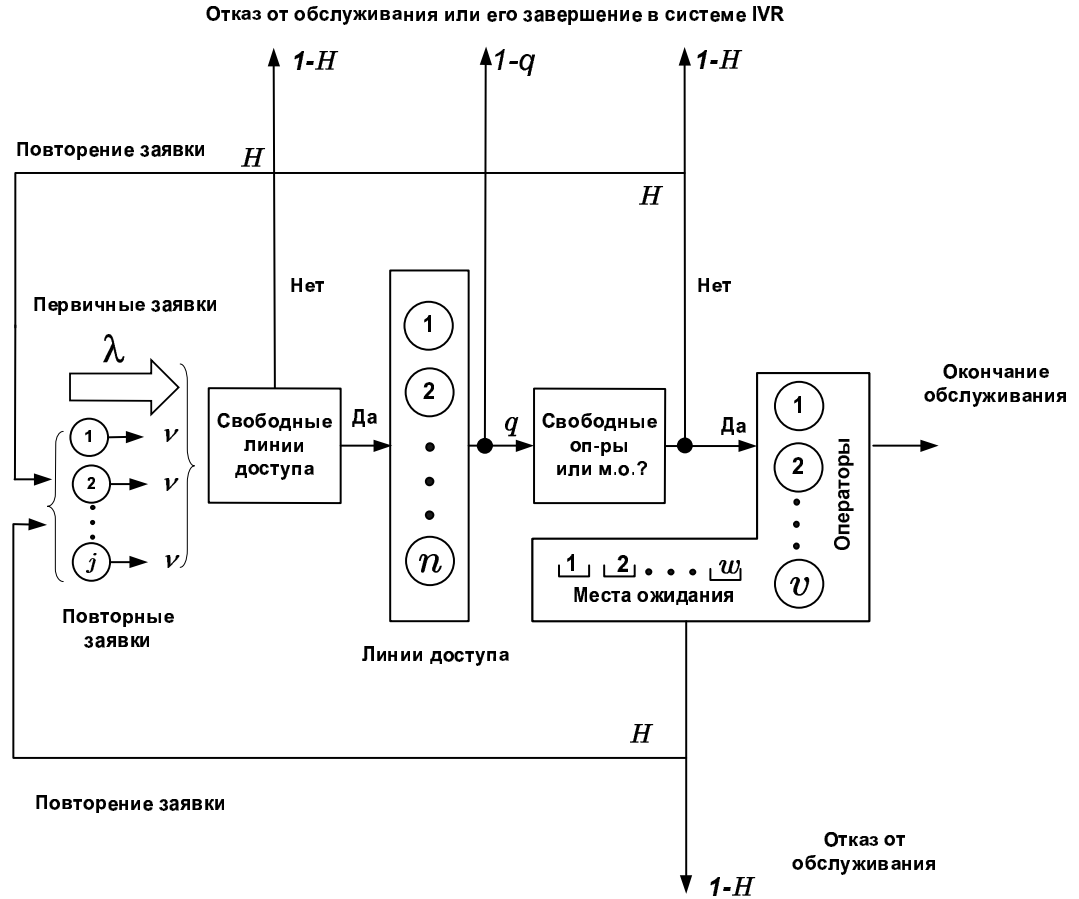 Отказ от обслуживания или его завершение в системе IVR
1-H
1-q
1-H
Повторение заявки
H
H
Нет
Нет
Первичные заявки
λ
1
2
n
Линии доступа
Свободные
линии
доступа
Да
q
Свободные
оп-ры
или м.о.?
Да
1
2
v
Операторы
Окончание
обслуживания
1 ν
2 ν
j ν
Повторные
заявки
1 2 w
Места ожидания
H
Повторение заявки
Отказ от
обслуживания
1-H